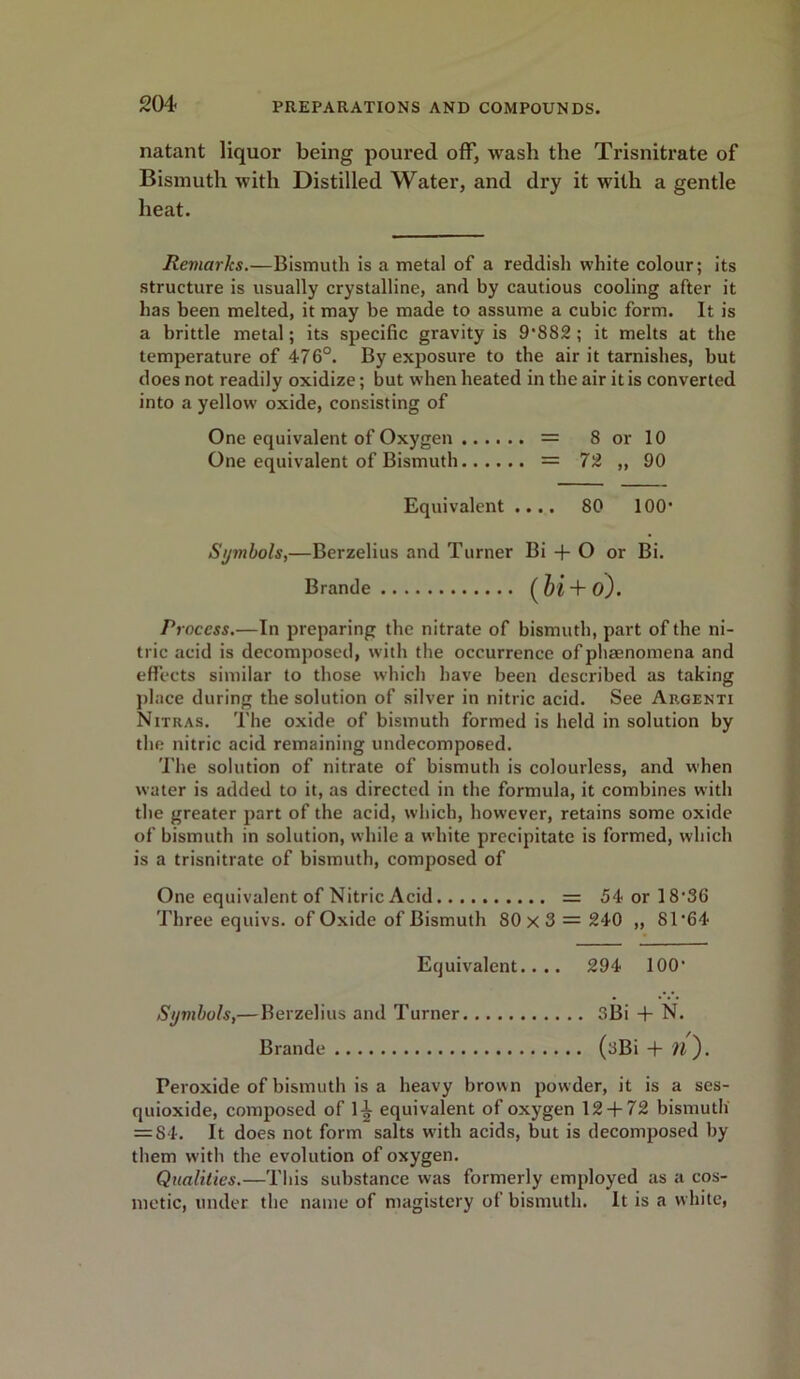 204 PREPARATIONS AND COMPOUNDS.
natant liquor being poured off, wash the Trisnitrate of
Bismuth with Distilled Water, and dry it with a gentle
heat.
Remarks.—Bismuth is a metal of a reddish white colour; its
structure is usually crystalline, and by cautious cooling after it
has been melted, it may be made to assume a cubic form. It is
a brittle metal; its specific gravity is 9·882; it melts at the
temperature of 476°. By exposure to the air it tarnishes, but
does not readily oxidize; but when heated in the air it is converted
into a yellow oxide, consisting of
One equivalent of Oxygen ...... = 8 or 10
One equivalent of Bismuth...... = 72 „ 90
Equivalent .... 80 100·
Symbols,—Berzelius and Turner Bi + O or Ḃi.
Brande ............ (bi + o).
Process.—In preparing the nitrate of bismuth, part of the ni-
tric acid is decomposed, with the occurrence of phænomena and
effects similar to those which have been described as taking
place during the solution of silver in nitric acid. See Argenti
Nitras. The oxide of bismuth formed is held in solution by
the nitric acid remaining undecomposed.
The solution of nitrate of bismuth is colourless, and when
water is added to it, as directed in the formula, it combines with
the greater part of the acid, which, however, retains some oxide
of bismuth in solution, while a white precipitate is formed, which
is a trisnitrate of bismuth, composed of
One equivalent of Nitric Acid........... = 54 or 18·36
Three equivs. of Oxide of Bismuth 80 x 3 = 240 „ 81·64
Equivalent.... 294 100·
Symbols,—Berzelius and Turner............ 3Ḃi + N.
Brande ........................ (3Bi + n′).
Peroxide of bismuth is a heavy brown powder, it is a ses-
quioxide, composed of 1½ equivalent of oxygen 12+72 bismuth
=84. It does not form salts with acids, but is decomposed by
them with the evolution of oxygen.
Qualities.—This substance was formerly employed as a cos-
metic, under the name of magistery of bismuth. It is a white,